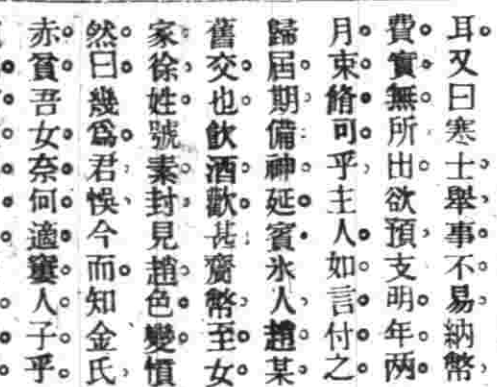 耳又曰寒士舉事不易納幣
費實無所出欲預支明年两
月束脩可乎主人如言付之
歸屆期備神延賓氷人趙某
舊交也飲酒歡甚齎幣至女
家徐姓號素封見趙色變憤
然曰幾爲君悞今而知金氏
赤貧吾女奈何適窶人子乎